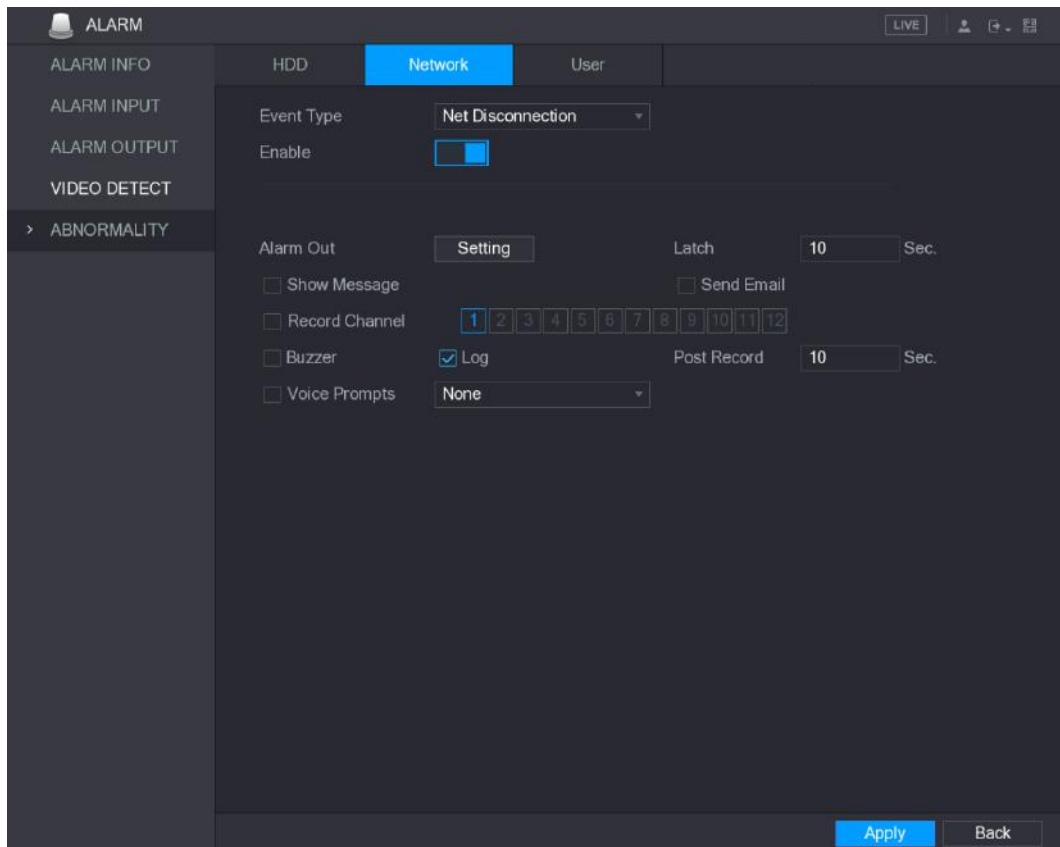 ALARM
LIVE
ALARM INFO
ALARM INPUT
ALARM OUTPUT
VIDEO DETECT
> ABNORMALITY
HDD Network User
Event Type Net Disconnection
Enable
Alarm Out Setting Latch 10 Sec.
Show Message Send Email
Record Channel 1 2 3 4 5 6 7 8 9 10 11 12
Buzzer Log Post Record 10 Sec.
Voice Prompts None
Apply Back